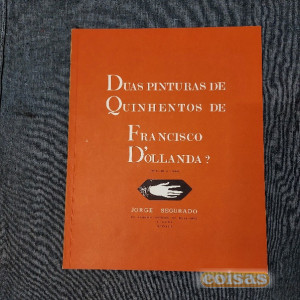 DUAS PINTURAS DE
QUINHENTOS DE
FRANCISCO
D'OLLANDA?
JORGE SEGURADO
coisas